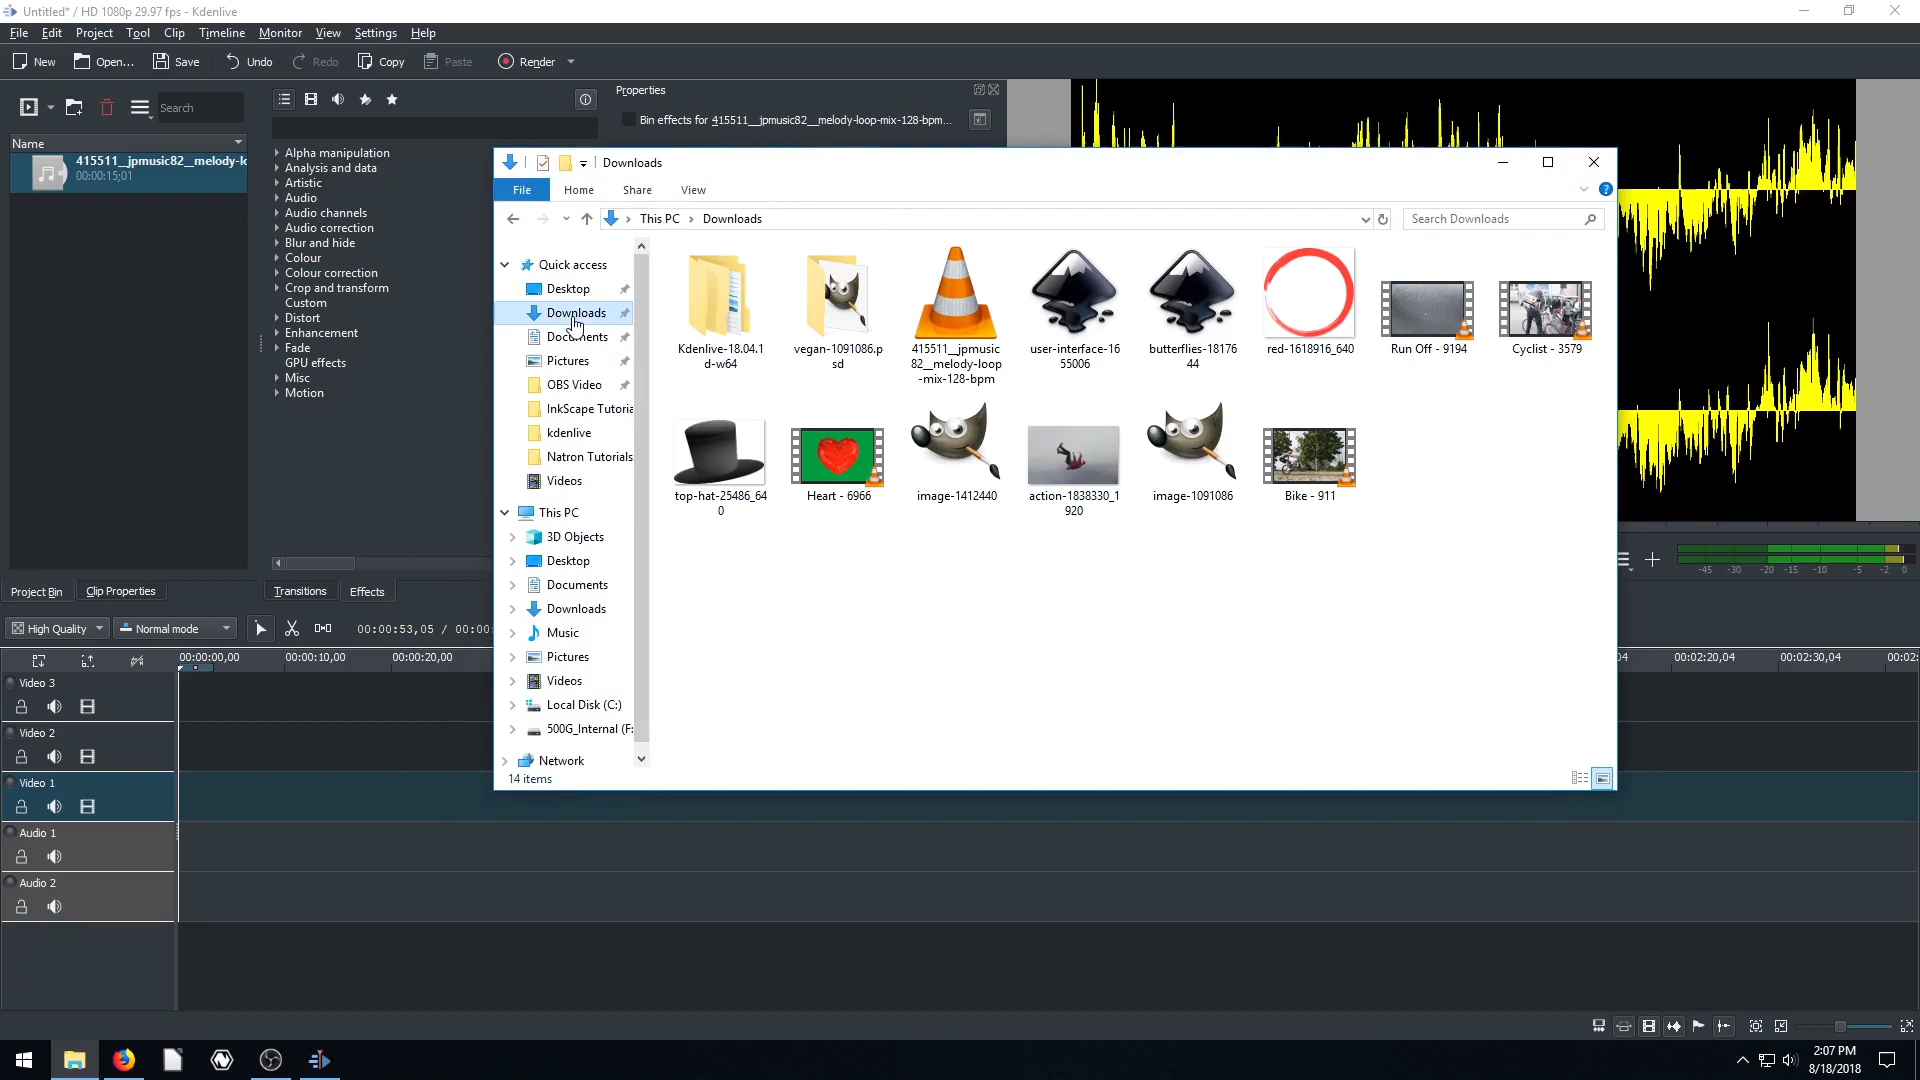 Untitled* / HD 1080p 29.97 fps - Kdenlive
File Edit Project Tool Clip Timeline Monitor View Settings Help
New Open... Save Undo Redo Copy Paste Render
Search
Name
415511__jpmusic82__melody-lo
00:00:15;01
Project Bin Clip Properties
Alpha manipulation
Analysis and data
Artistic
Audio
Audio channels
Audio correction
Blur and hide
Colour
Colour correction
Crop and transform
Custom
Distort
Enhancement
Fade
GPU effects
Misc
Motion
Transitions Effects
Properties
Bin effects for 415511__jpmusic82__melody-loop-mix-128-bpm...
Downloads
File Home Share View
This PC Downloads
Search Downloads
Quick access
Desktop
Downloads
Documents
Pictures
OBS Video
InkScape Tutoria
kdenlive
Natron Tutorials
Videos
This PC
3D Objects
Desktop
Documents
Downloads
Music
Pictures
Videos
Local Disk (C:)
500G_Internal (F:
Network
14 items
Kdenlive-18.04.1
d-w64
vegan-1091086.p
sd
415511__jpmusic
82__melody-loop
-mix-128-bpm
user-interface-16
55006
butterflies-18176
44
red-1618916_640
Run Off - 9194
Cyclist - 3579
top-hat-25486_64
0
Heart - 6966
image-1412440
action-1838330_1
920
image-1091086
Bike - 911
-45 -30 -20 -15 -10 -5 -2 0
High Quality Normal mode 00:00:53,05 / 00:00:
00:00:00,00 00:00:10,00 00:00:20,00 04 00:02:20,04 00:02:30,04 00:02:
Video 3
Video 2
Video 1
Audio 1
Audio 2
2:07 PM
8/18/2018